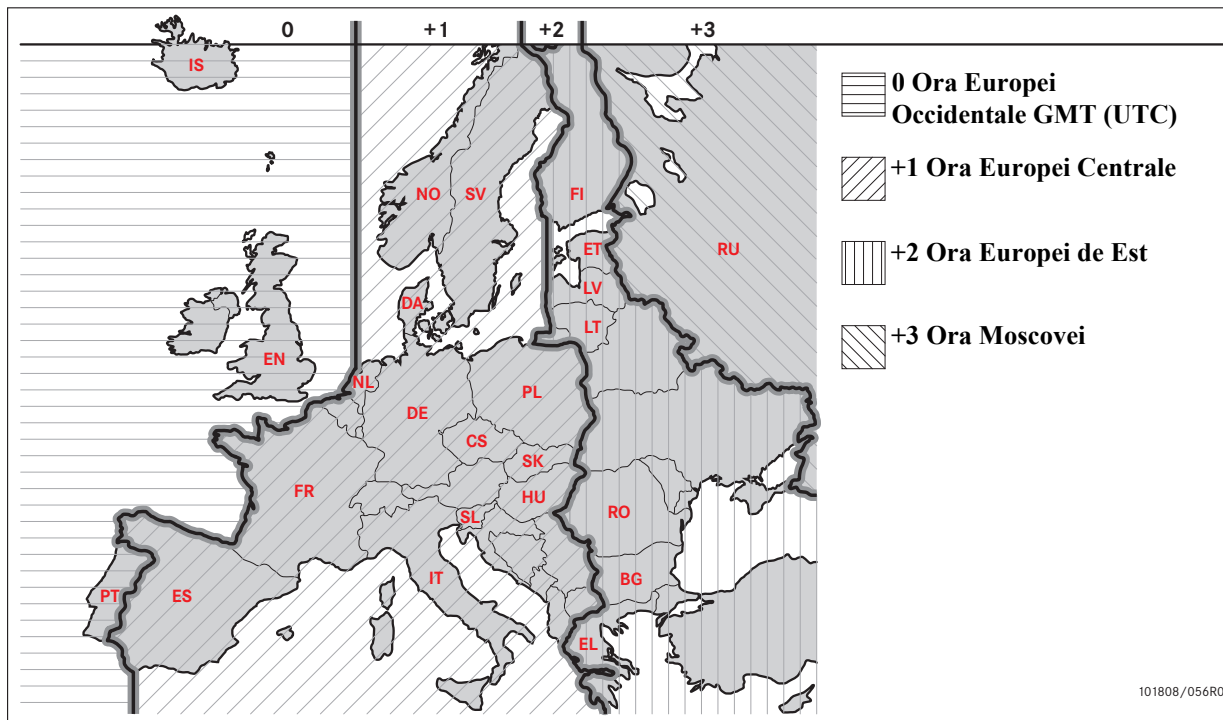 0 +1 +2 +3
IS
NO SV FI
ET
RU
LV
DA
LT
EN
NL
PL
DE
CS
SK
FR
HU
RO
SL
BG
IT
PT ES
EL
0 Ora Europei
Occidentale GMT (UTC)
+1 Ora Europei Centrale
+2 Ora Europei de Est
+3 Ora Moscovei
101808/056R0